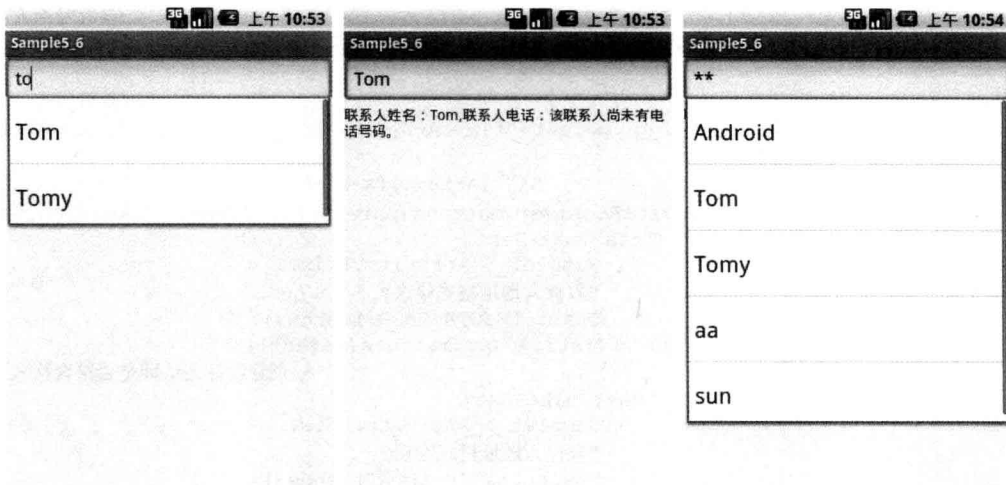 上午 10:53
Sample5_6
to
Tom
Tomy
上午 10:53
Sample5_6
Tom
联系人姓名：Tom,联系人电话：该联系人尚未有电
话号码。
上午 10:54
Sample5_6
**
Android
Tom
Tomy
aa
sun